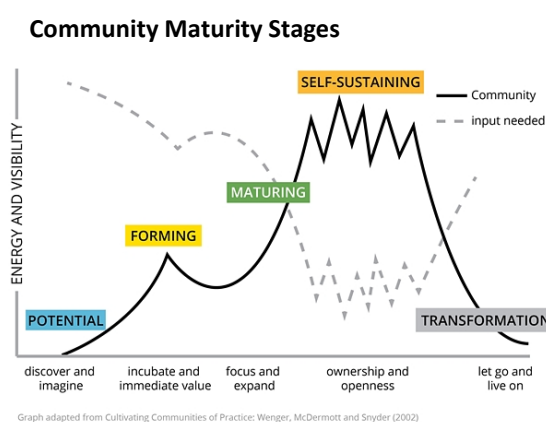 Community Maturity Stages
SELF-SUSTAINING
Community
input needed
MATURING
FORMING
POTENTIAL
TRANSFORMATION
ENERGY AND VISIBILITY
discover and
imagine
incubate and
immediate value
focus and
expand
ownership and
openness
let go and
live on
Graph adapted from Cultivating Communities of Practice: Wenger, McDermott and Snyder (2002)